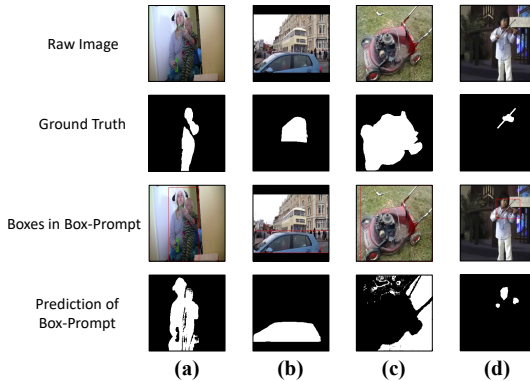 Raw Image
Ground Truth
Boxes in Box-Prompt
Prediction of
Box-Prompt
(a) (b) (c) (d)